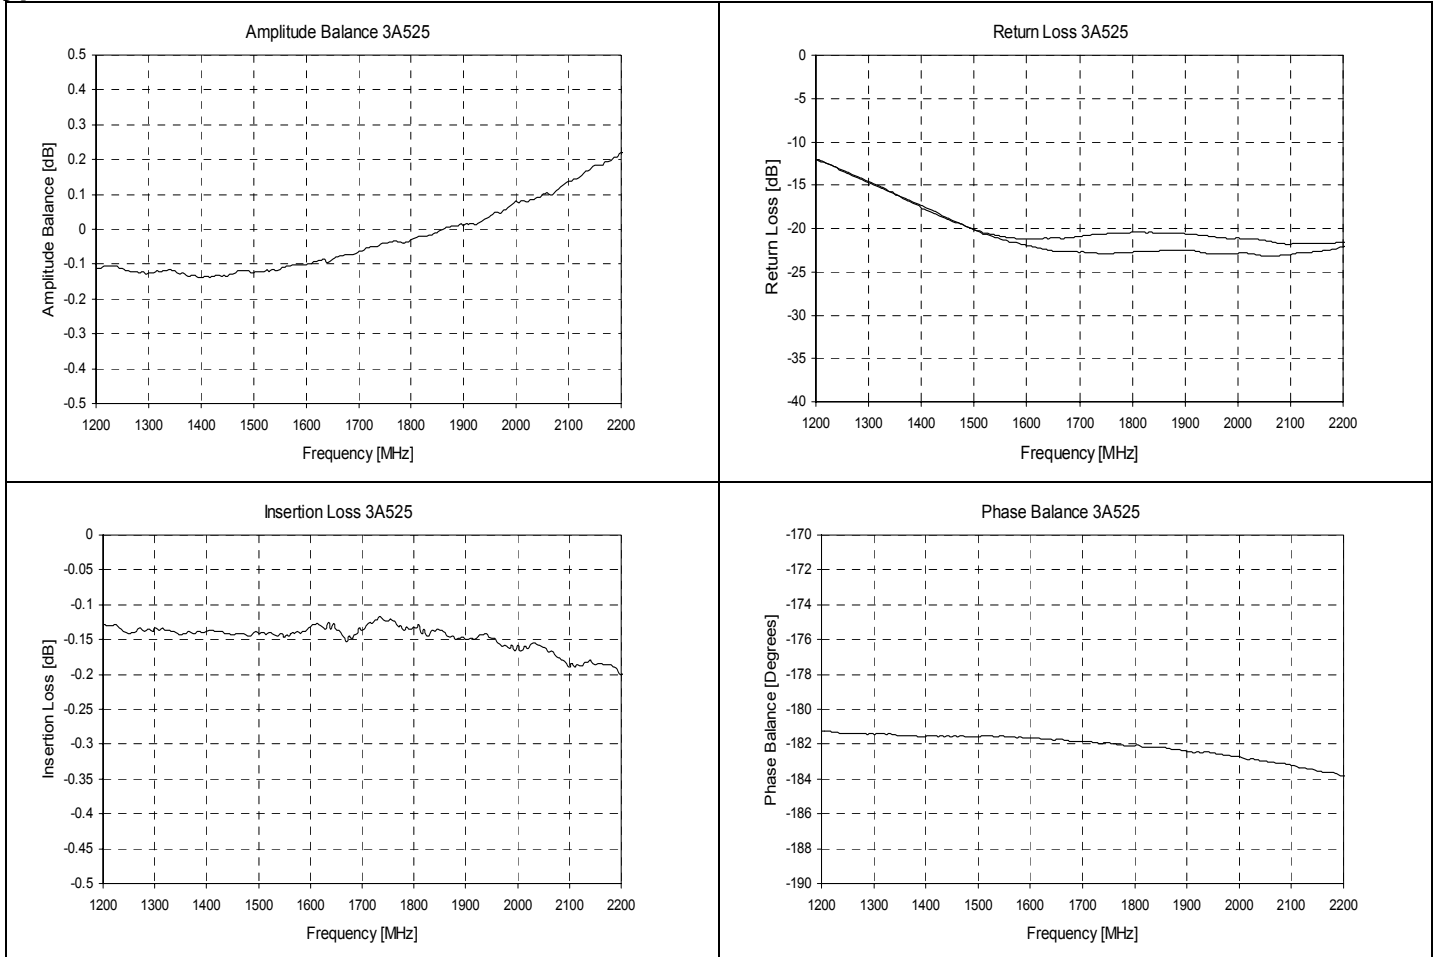 Amplitude Balance 3A525
0.5
0.4
0.3
0.2
0.1
0
-0.1
-0.2
-0.3
-0.4
-0.5
Amplitude Balance [dB]
1200 1300 1400 1500 1600 1700 1800 1900 2000 2100 2200
Frequency [MHz]
Return Loss 3A525
0
-5
-10
-15
-20
-25
-30
-35
-40
Return Loss [dB]
1200 1300 1400 1500 1600 1700 1800 1900 2000 2100 2200
Frequency [MHz]
Insertion Loss 3A525
0
-0.05
-0.1
-0.15
-0.2
-0.25
-0.3
-0.35
-0.4
-0.45
-0.5
Insertion Loss [dB]
1200 1300 1400 1500 1600 1700 1800 1900 2000 2100 2200
Frequency [MHz]
Phase Balance 3A525
-170
-172
-174
-176
-178
-180
-182
-184
-186
-188
-190
Phase Balance [Degrees]
1200 1300 1400 1500 1600 1700 1800 1900 2000 2100 2200
Frequency [MHz]